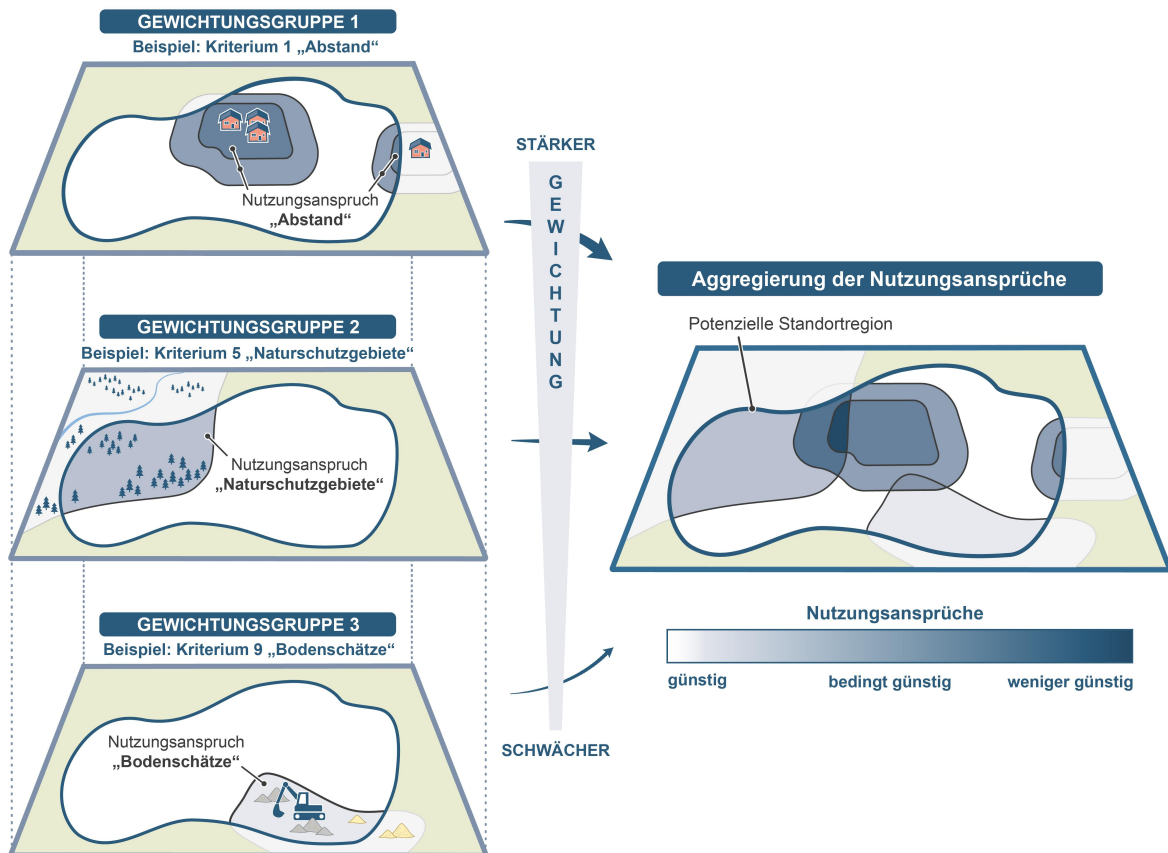 GEWICHTUNGSGRUPPE 1
Beispiel: Kriterium 1 „Abstand“
Nutzungsanspruch
„Abstand“
GEWICHTUNGSGRUPPE 2
Beispiel: Kriterium 5 „Naturschutzgebiete“
Nutzungsanspruch
„Naturschutzgebiete“
GEWICHTUNGSGRUPPE 3
Beispiel: Kriterium 9 „Bodenschätze“
Nutzungsanspruch
„Bodenschätze“
STÄRKER
GEWICHTUNG
SCHWÄCHER
Aggregierung der Nutzungsansprüche
Potenzielle Standortregion
Nutzungsansprüche
günstig bedingt günstig weniger günstig